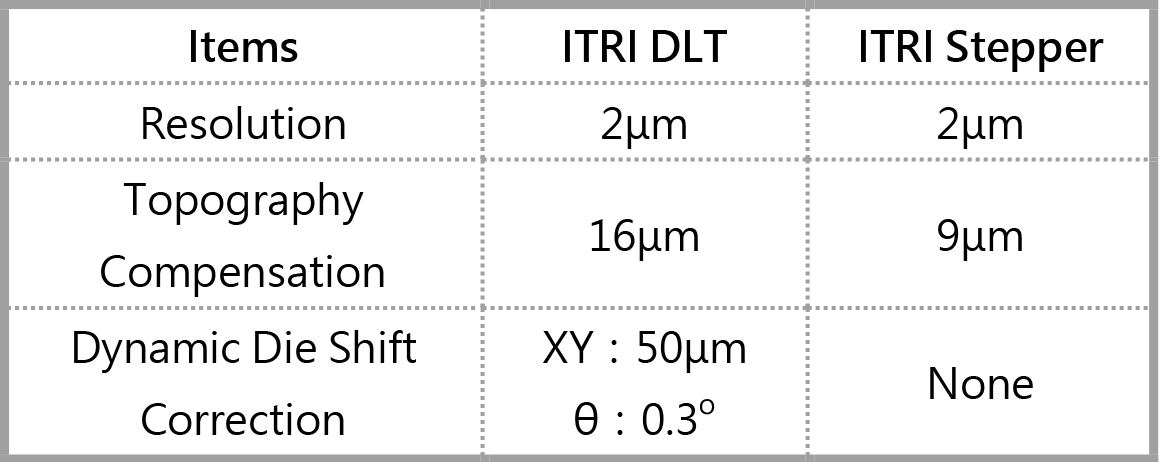 Items ITRI DLT ITRI Stepper
Resolution 2μm 2μm
Topography
Compensation
16μm 9μm
Dynamic Die Shift
Correction
XY : 50μm
θ : 0.3°
None